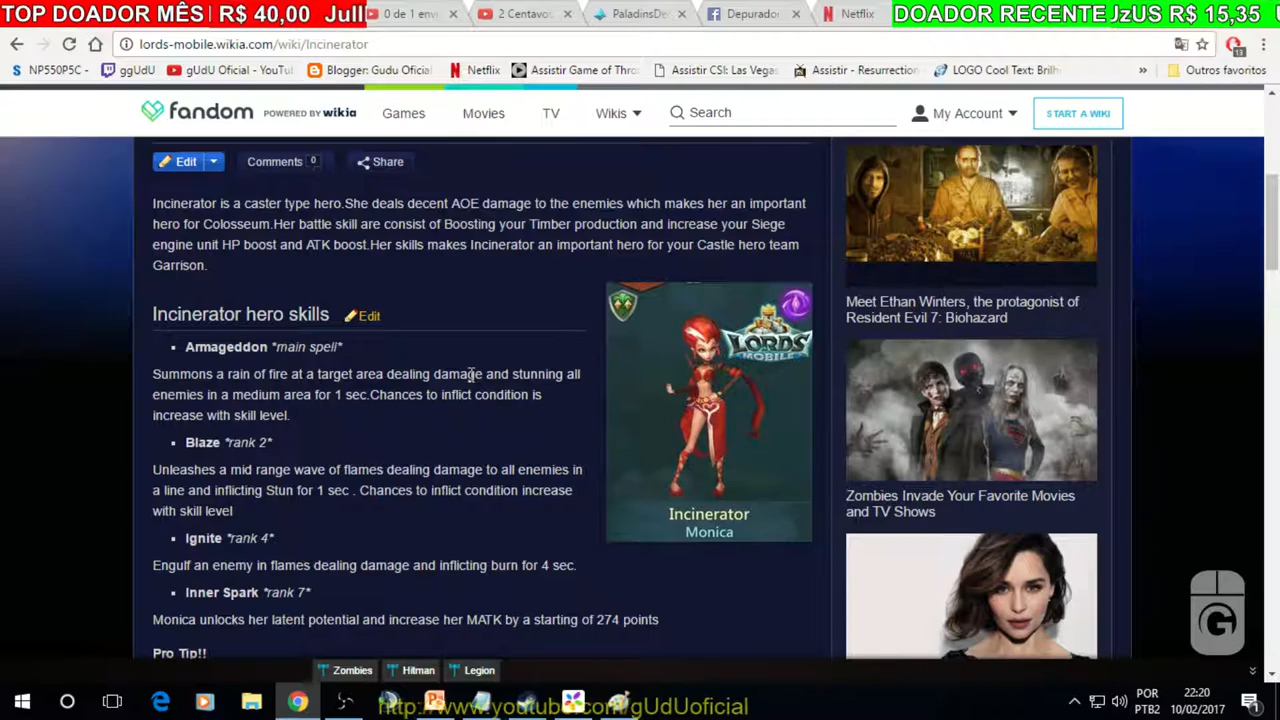 TOP DOADOR MÊS| R$ 40,00 Jull
0 de 1 env
2 Centavos
PaladinsDe
Depurador
Netflix
DOADOR RECENTE JzUS R$ 15,35
lords-mobile.wikia.com/wiki/Incinerator
13
NP550P5C -
ggUdU
gUdU Oficial - YouTu
Blogger: Gudu Oficial
Netflix
Assistir Game of Thro
Assistir CSI: Las Vega
Assistir - Resurrection
LOGO Cool Text: Brilh
Outros favoritos
fandom POWERED BY wikia
Games
Movies
TV
Wikis
Search
My Account
START A WIKI
Edit
Comments 0
Share
Incinerator is a caster type hero.She deals decent AOE damage to the enemies which makes her an important
hero for Colosseum.Her battle skill are consist of Boosting your Timber production and increase your Siege
engine unit HP boost and ATK boost.Her skills makes Incinerator an important hero for your Castle hero team
Garrison.
Incinerator hero skills Edit
Armageddon *main spell*
Summons a rain of fire at a target area dealing damage and stunning all
enemies in a medium area for 1 sec.Chances to inflict condition is
increase with skill level.
Blaze *rank 2*
Unleashes a mid range wave of flames dealing damage to all enemies in
a line and inflicting Stun for 1 sec . Chances to inflict condition increase
with skill level
Ignite *rank 4*
Engulf an enemy in flames dealing damage and inflicting burn for 4 sec.
Inner Spark *rank 7*
Monica unlocks her latent potential and increase her MATK by a starting of 274 points
Pro Tip!!
LORDS
MOBILE
Incinerator
Monica
Meet Ethan Winters, the protagonist of
Resident Evil 7: Biohazard
Zombies Invade Your Favorite Movies
and TV Shows
G
Zombies
Hitman
Legion
http://www.youtube.com/gUdUoficial
POR
PTB2
22:20
10/02/2017
1